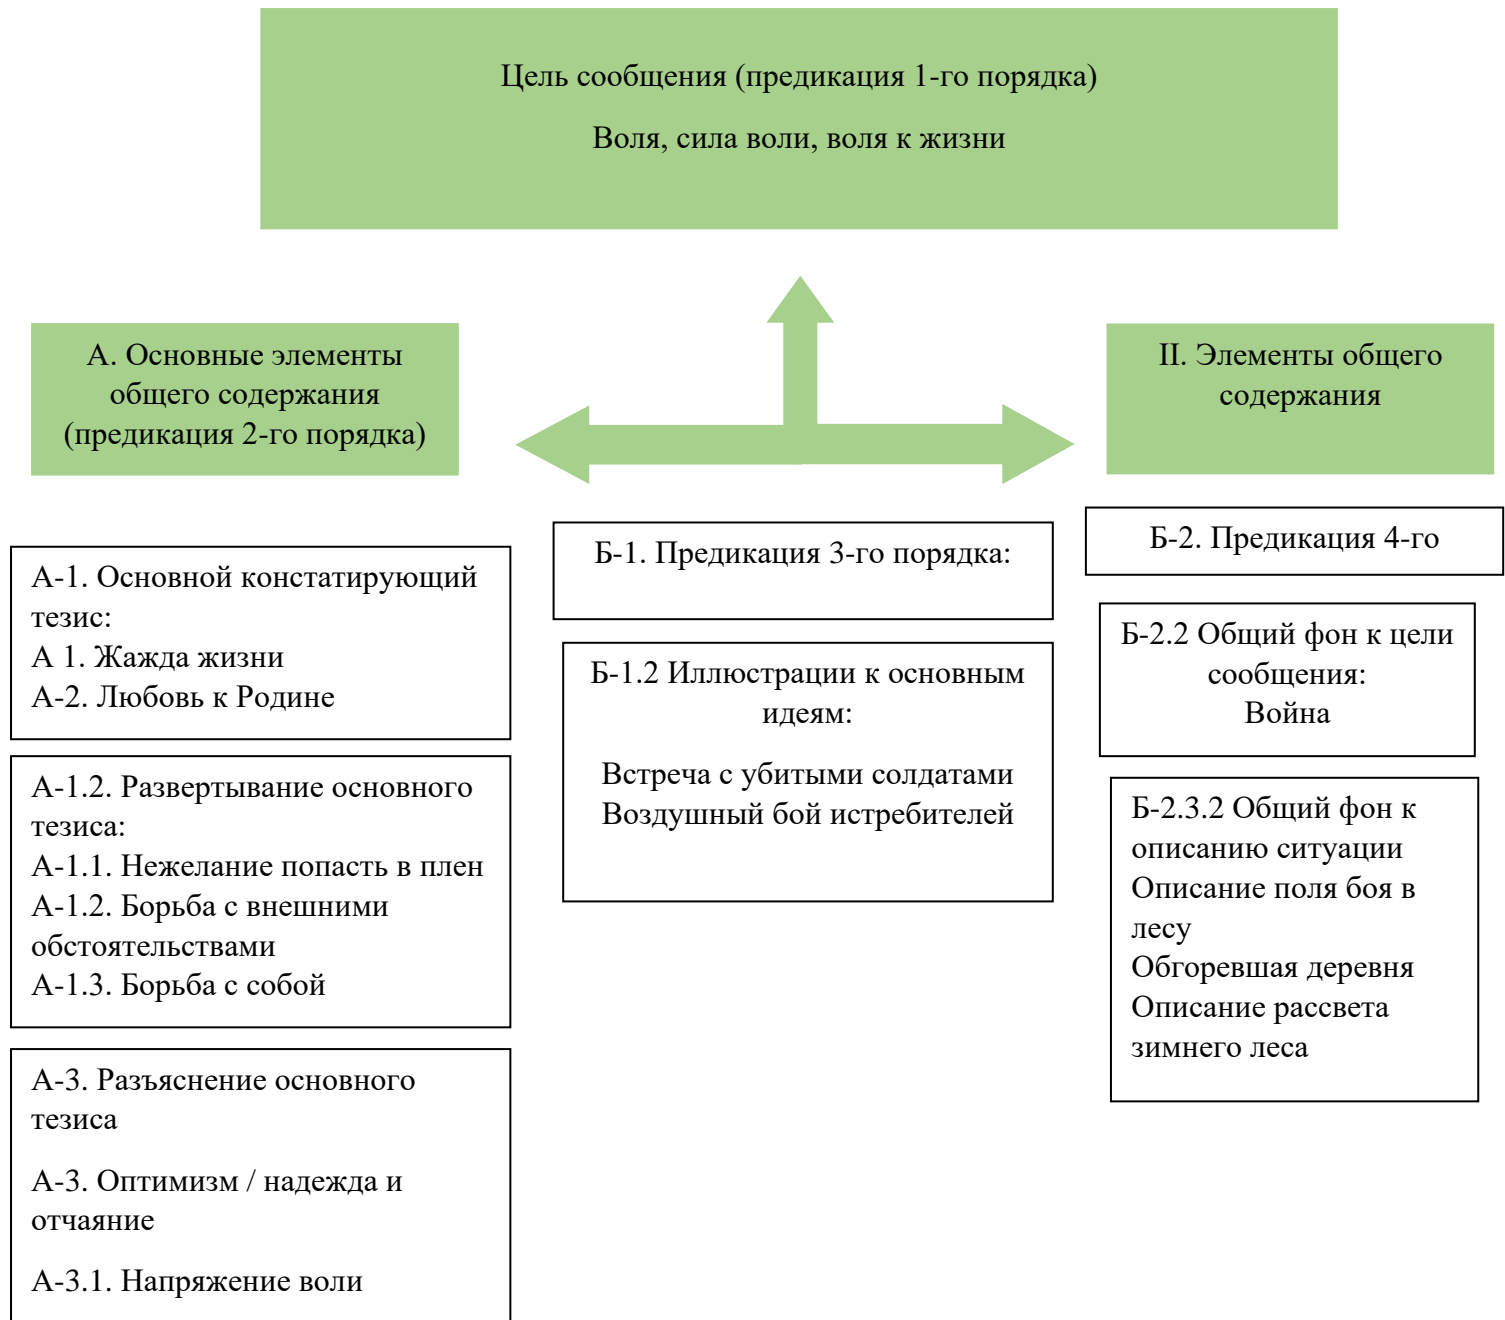 Цель сообщения (предикация 1-го порядка)
Воля, сила воли, воля к жизни
А. Основные элементы
общего содержания
(предикация 2-го порядка)
II. Элементы общего
содержания
А-1. Основной констатирующий
тезис:
А 1. Жажда жизни
А-2. Любовь к Родине
А-1.2. Развертывание основного
тезиса:
А-1.1. Нежелание попасть в плен
А-1.2. Борьба с внешними
обстоятельствами
А-1.3. Борьба с собой
А-3. Разъяснение основного
тезиса
А-3. Оптимизм / надежда и
отчаяние
А-3.1. Напряжение воли
Б-1. Предикация 3-го порядка:
Б-1.2 Иллюстрации к основным
идеям:
Встреча с убитыми солдатами
Воздушный бой истребителей
Б-2. Предикация 4-го
Б-2.2 Общий фон к цели
сообщения:
Война
Б-2.3.2 Общий фон к
описанию ситуации
Описание поля боя в
лесу
Обгоревшая деревня
Описание рассвета
зимнего леса